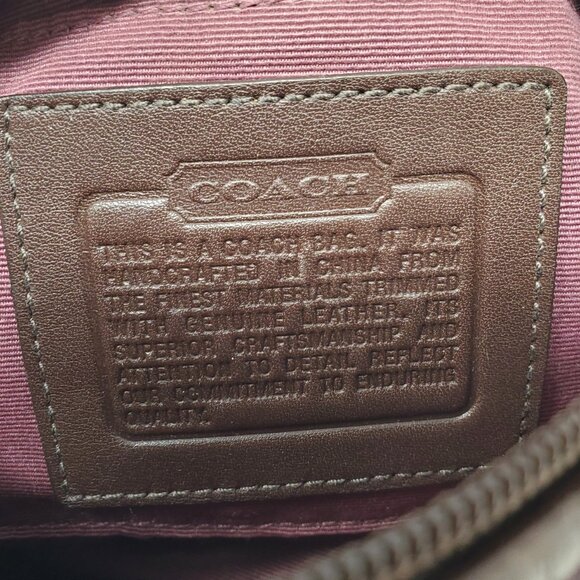 COACH
THIS IS A COACH BAG. IT WAS
HANDCRAFTED IN CHINA FROM
THE FINEST MATERIALS TRIMMED
WITH GENUINE LEATHER. ITS
SUPERIOR CRAFTSMANSHIP AND
ATTENTION TO DETAIL REFLECT
OUR COMMITMENT TO ENDURING
QUALITY.